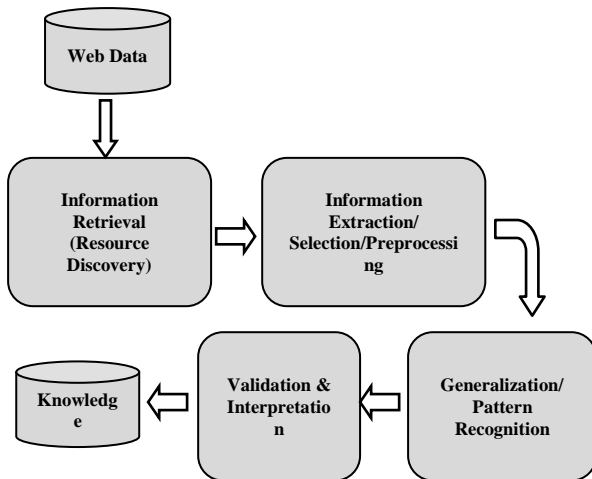 Web Data
Information
Retrieval
(Resource
Discovery)
Information
Extraction/
Selection/Preprocessi
ng
Generalization/
Pattern
Recognition
Validation &
Interpretatio
n
Knowledg
e